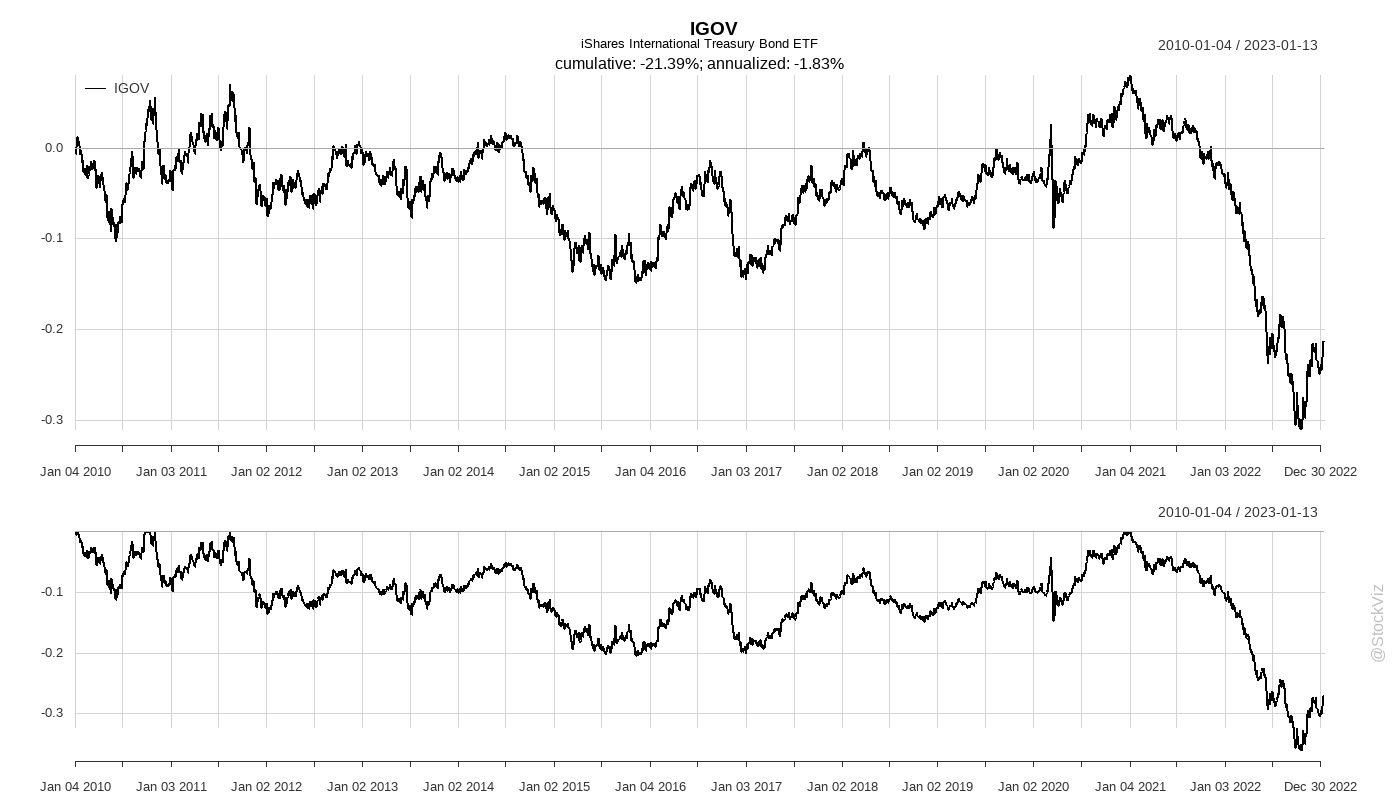 IGOV
iShares International Treasury Bond ETF
2010-01-04 / 2023-01-13
cumulative: -21.39%; annualized: -1.83%
IGOV
0.0
-0.1
-0.2
-0.3
Jan 04 2010 Jan 03 2011 Jan 02 2012 Jan 02 2013 Jan 02 2014 Jan 02 2015 Jan 04 2016 Jan 03 2017 Jan 02 2018 Jan 02 2019 Jan 02 2020 Jan 04 2021 Jan 03 2022 Dec 30 2022
2010-01-04 / 2023-01-13
-0.1
-0.2
-0.3
Jan 04 2010 Jan 03 2011 Jan 02 2012 Jan 02 2013 Jan 02 2014 Jan 02 2015 Jan 04 2016 Jan 03 2017 Jan 02 2018 Jan 02 2019 Jan 02 2020 Jan 04 2021 Jan 03 2022 Dec 30 2022
@StockViz